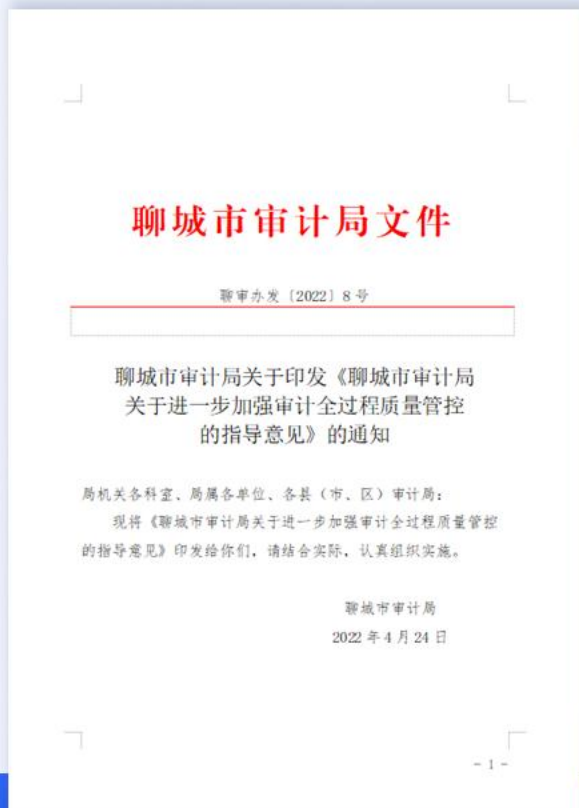 聊城市审计局文件
聊审办发〔2022〕8号
聊城市审计局关于印发《聊城市审计局
关于进一步加强审计全过程质量管控
的指导意见》的通知
局机关各科室、局属各单位、各县（市、区）审计局：
现将《聊城市审计局关于进一步加强审计全过程质量管控
的指导意见》印发给你们，请结合实际，认真组织实施。
聊城市审计局
2022年4月24日
- 1 -